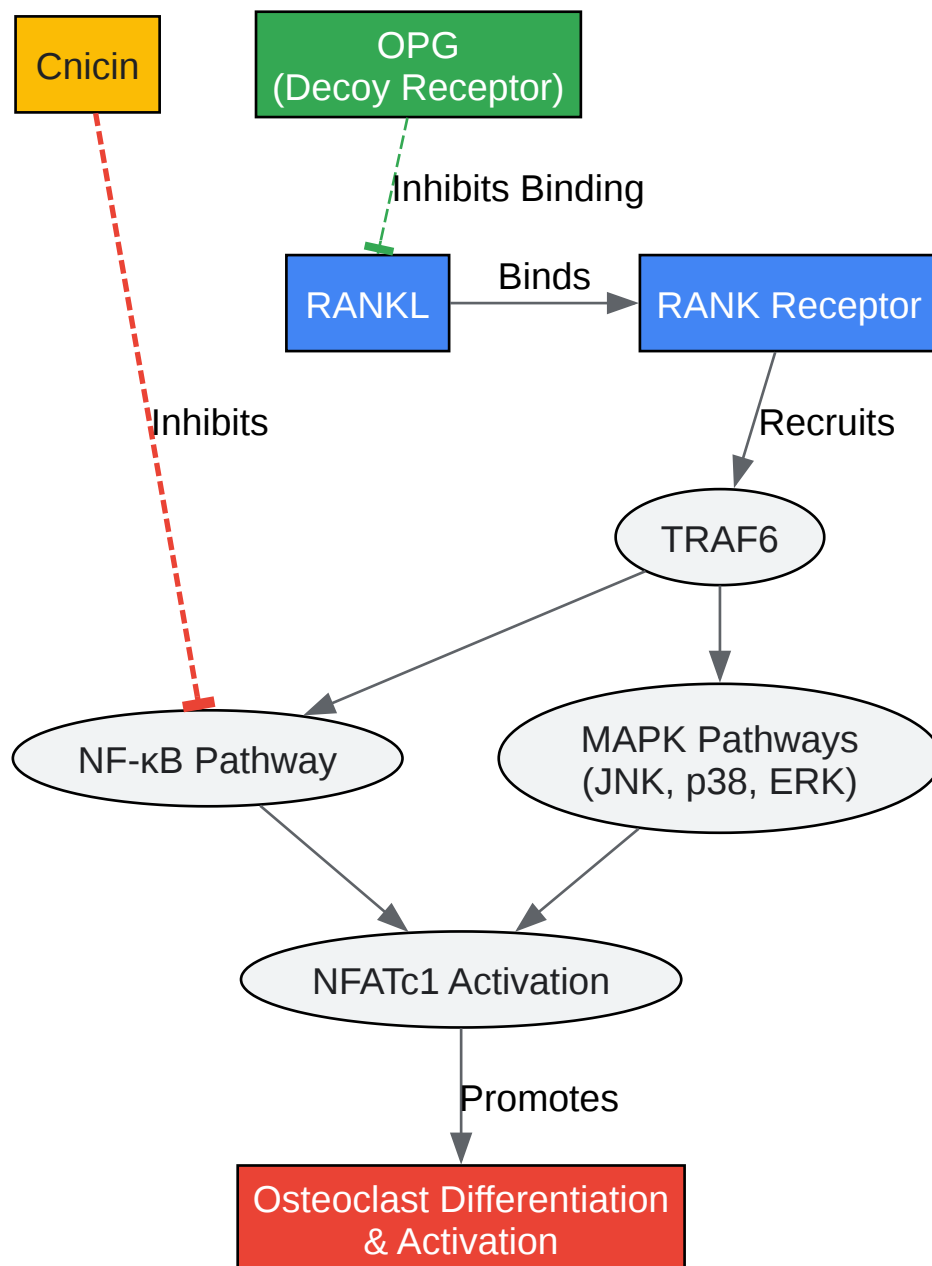 Cnicin
OPG
(Decoy Receptor)
Inhibits Binding
RANKL
Binds
RANK Receptor
Inhibits
Recruits
TRAF6
NF-κB Pathway
MAPK Pathways
(JNK, p38, ERK)
NFATc1 Activation
Promotes
Osteoclast Differentiation
& Activation